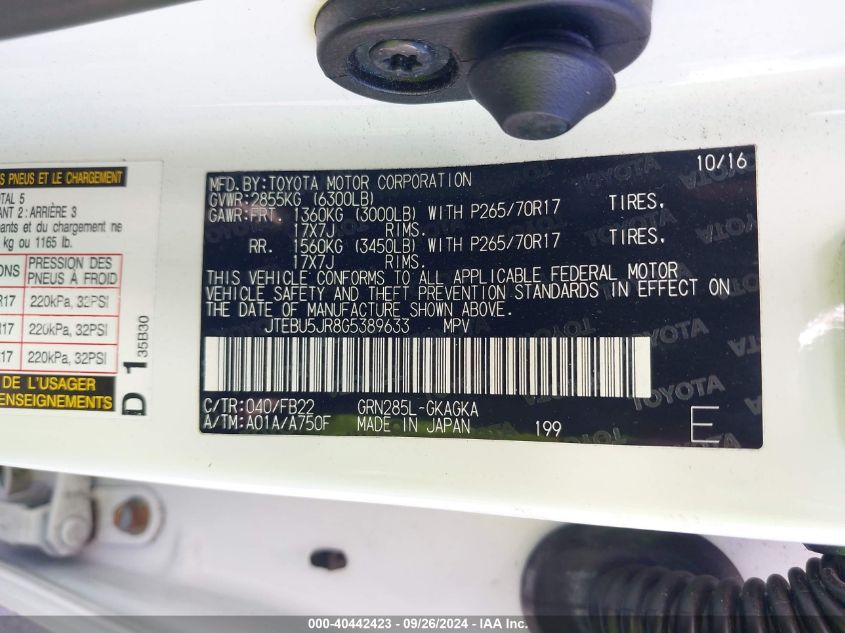 S PNEUS ET LE CHARGEMENT
TAL 5
ANT 2: ARRIÈRE 3
ants et du chargement ne
kg ou 1165 lb.
ONS PRESSION DES PNEUS À FROID
R17 220kPa, 32PSI
R17 220kPa, 32PSI
17 220kPa, 32PSI
DE L'USAGER
ENSEIGNEMENTS
D 1 35B30
10/16
MFD.BY:TOYOTA MOTOR CORPORATION
GVWR:2855KG (6300LB)
GAWR:FRT. 1360KG (3000LB) WITH P265/70R17 TIRES,
17X7J RIMS.
RR. 1560KG (3450LB) WITH P265/70R17 TIRES,
17X7J RIMS.
THIS VEHICLE CONFORMS TO ALL APPLICABLE FEDERAL MOTOR
VEHICLE SAFETY AND THEFT PREVENTION STANDARDS IN EFFECT ON
THE DATE OF MANUFACTURE SHOWN ABOVE.
JTEBU5JR8G5389633 MPV
C/TR:040/FB22 GRN285L-GKAGKA
A/TM:A01A/A750F MADE IN JAPAN 199 E
000-40442423 - 09/26/2024 - IAA Inc.